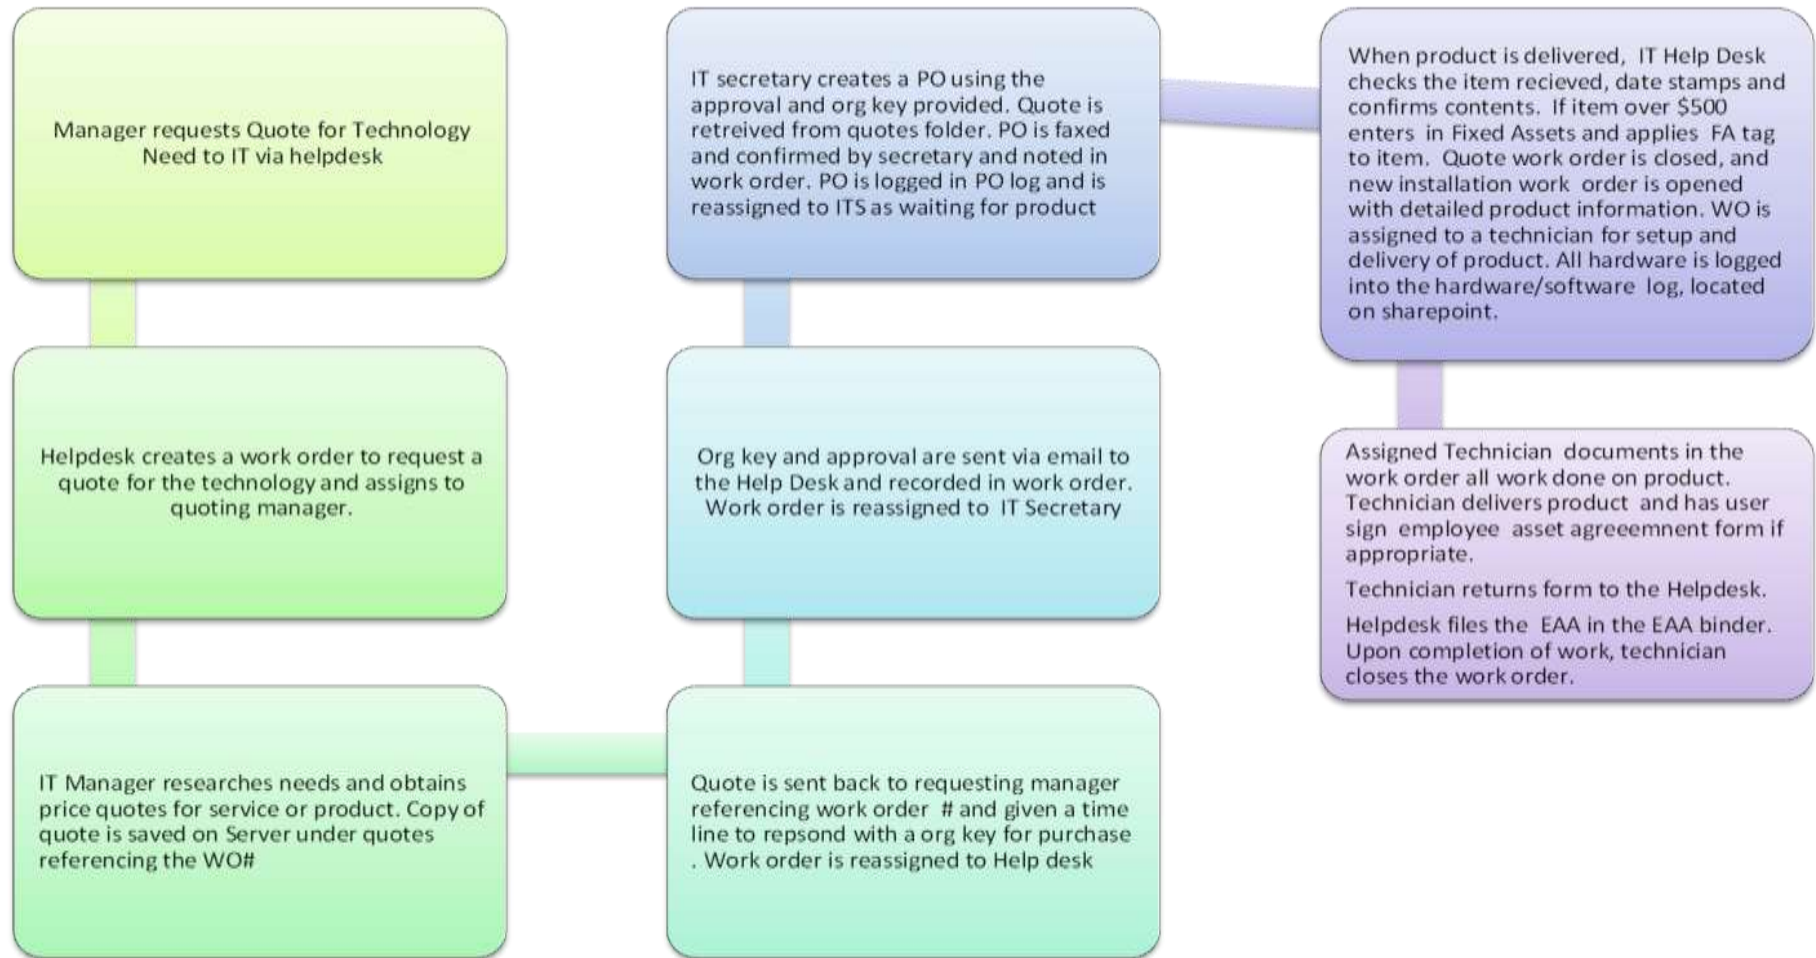 Manager requests Quote for Technology
Need to IT via helpdesk
Helpdesk creates a work order to request a
quote for the technology and assigns to
quoting manager.
IT Manager researches needs and obtains
price quotes for service or product. Copy of
quote is saved on Server under quotes
referencing the WO#
Quote is sent back to requesting manager
referencing work order # and given a time
line to repsond with a org key for purchase
. Work order is reassigned to Help desk
Org key and approval are sent via email to
the Help Desk and recorded in work order.
Work order is reassigned to IT Secretary
IT secretary creates a PO using the
approval and org key provided. Quote is
retreived from quotes folder. PO is faxed
and confirmed by secretary and noted in
work order. PO is logged in PO log and is
reassigned to ITS as waiting for product
When product is delivered, IT Help Desk
checks the item recieved, date stamps and
confirms contents. If item over $500
enters in Fixed Assets and applies FA tag
to item. Quote work order is closed, and
new installation work order is opened
with detailed product information. WO is
assigned to a technician for setup and
delivery of product. All hardware is logged
into the hardware/software log, located
on sharepoint.
Assigned Technician documents in the
work order all work done on product.
Technician delivers product and has user
sign employee asset agreeemnent form if
appropriate.
Technician returns form to the Helpdesk.
Helpdesk files the EAA in the EAA binder.
Upon completion of work, technician
closes the work order.